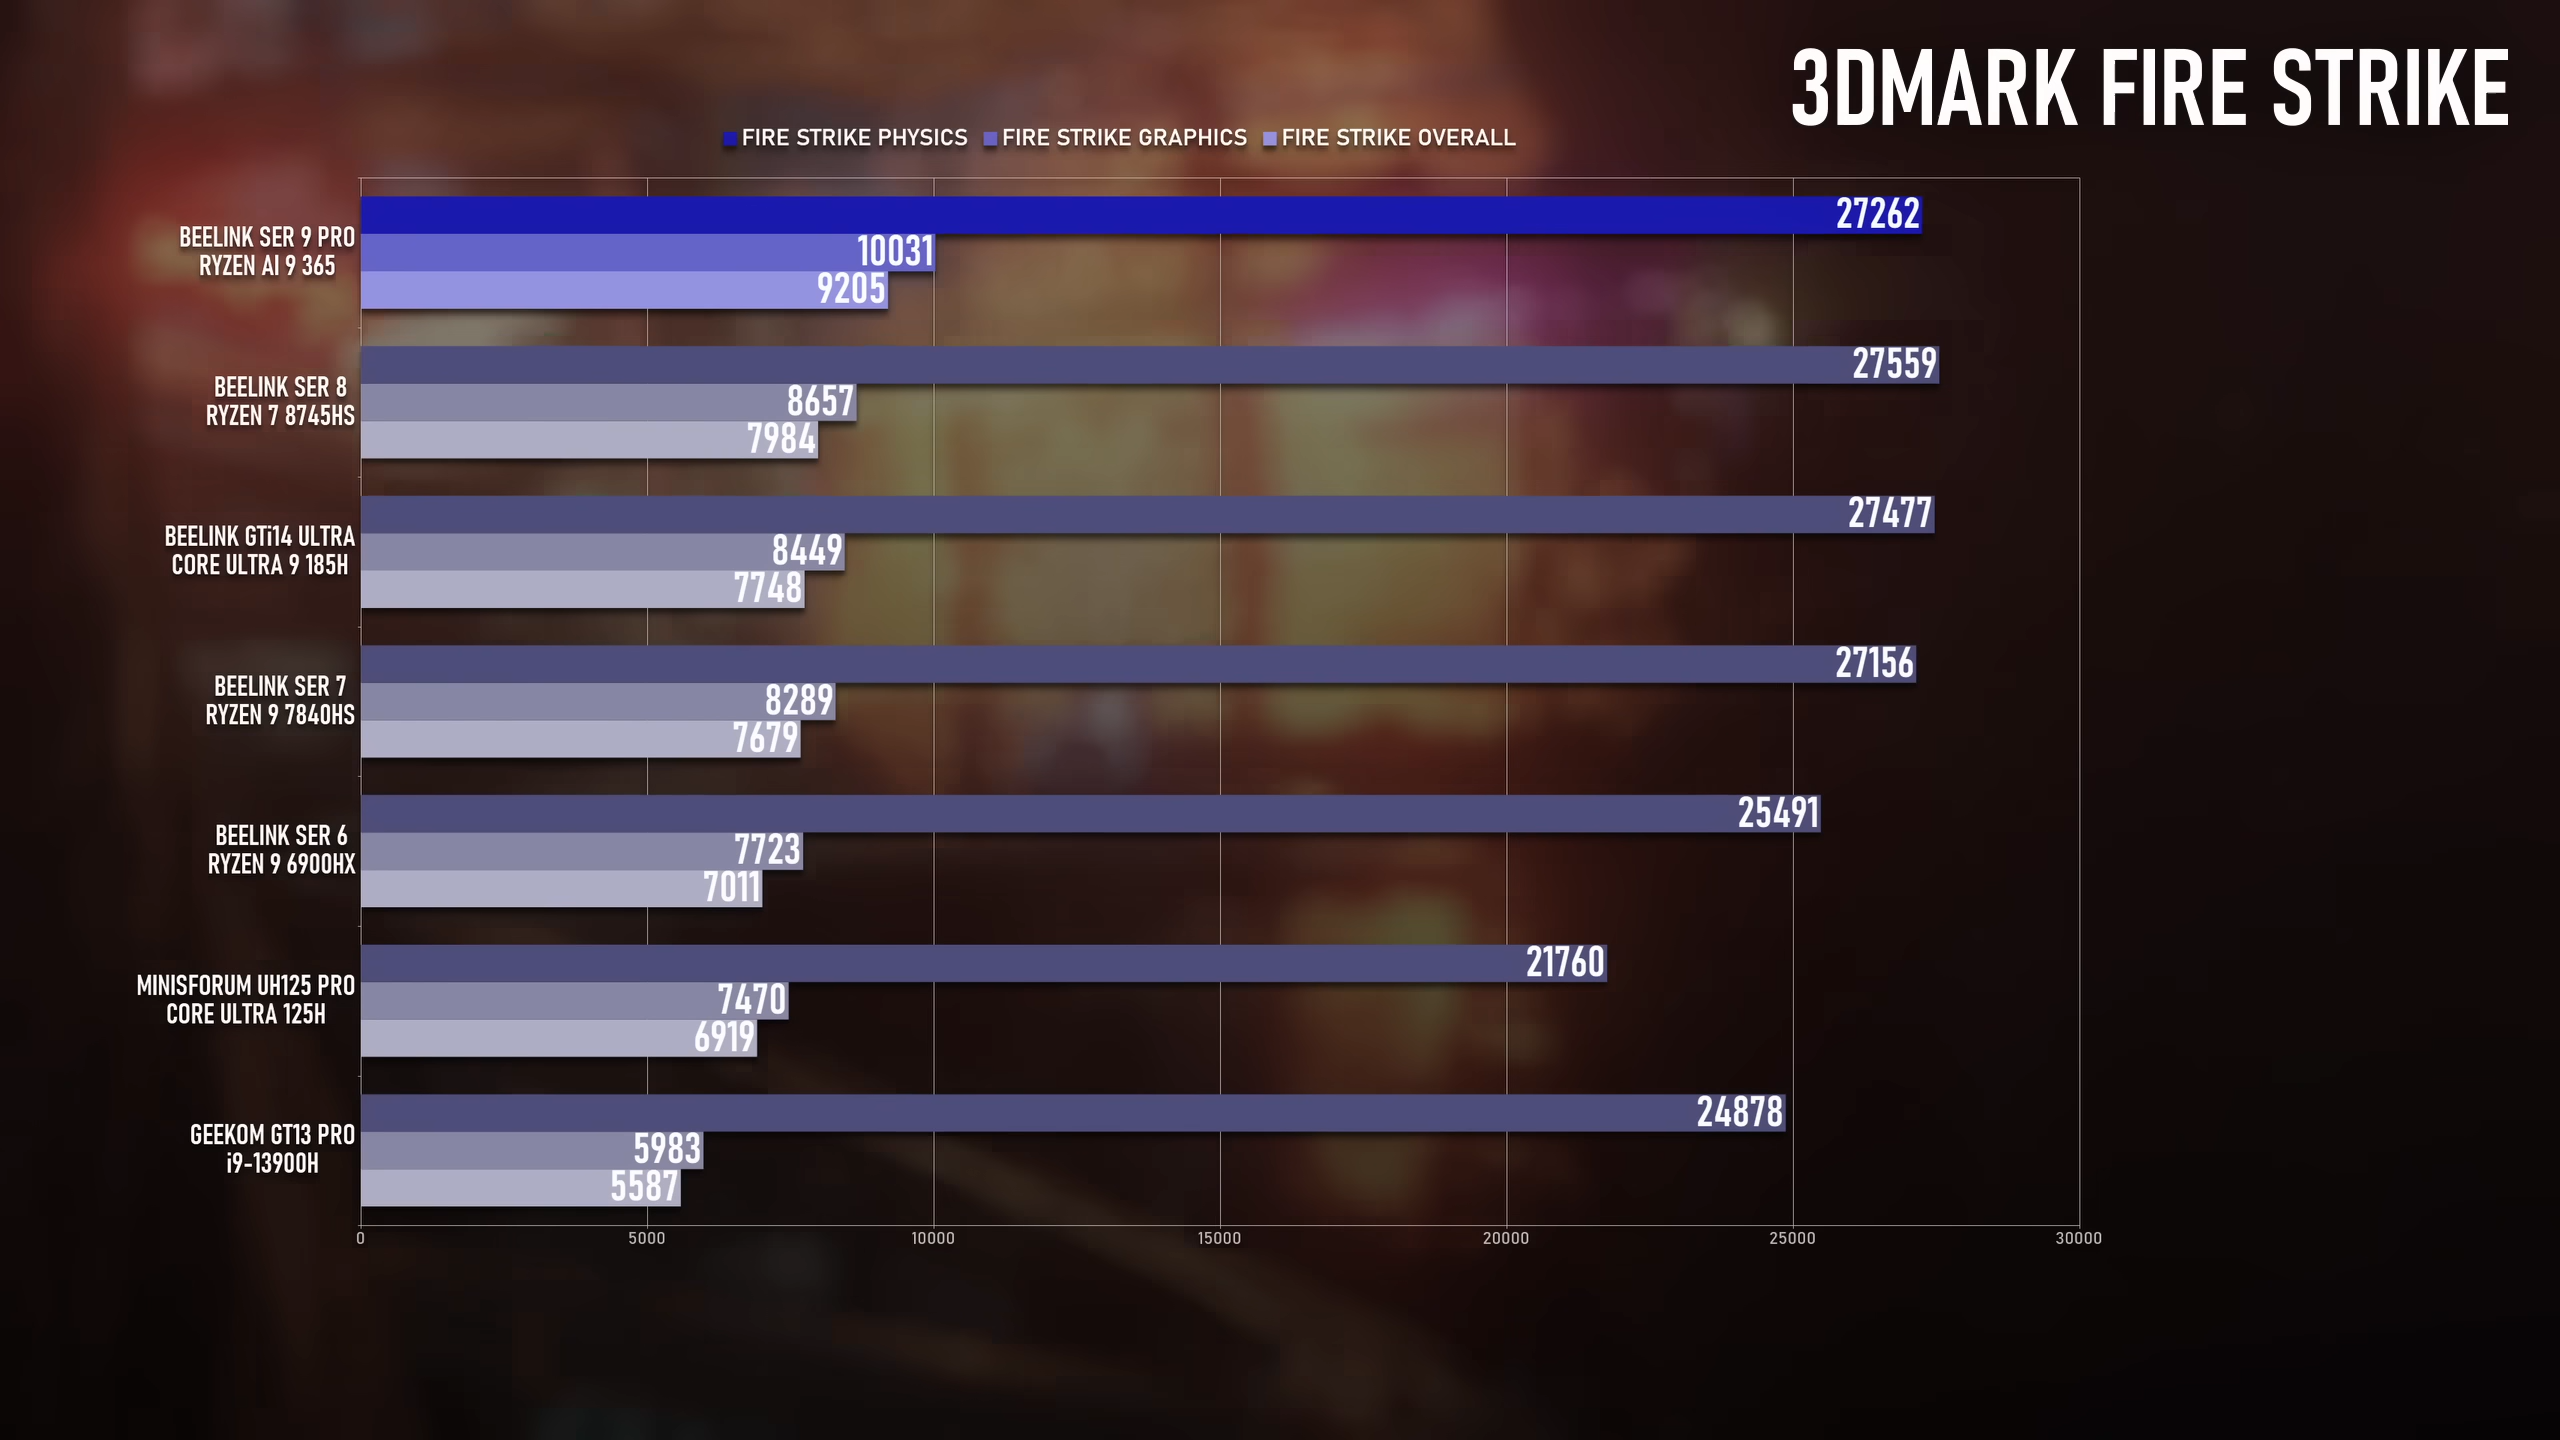 3DMARK FIRE STRIKE
FIRE STRIKE PHYSICS FIRE STRIKE GRAPHICS FIRE STRIKE OVERALL
BEELINK SER 9 PRO
RYZEN AI 9 365
27262
10031
9205
BEELINK SER 8
RYZEN 7 8745HS
27559
8657
7984
BEELINK GTi14 ULTRA
CORE ULTRA 9 185H
27477
8449
7748
BEELINK SER 7
RYZEN 9 7840HS
27156
8289
7679
BEELINK SER 6
RYZEN 9 6900HX
25491
7723
7011
MINISFORUM UH125 PRO
CORE ULTRA 125H
21760
7470
6919
GEEKOM GT13 PRO
i9-13900H
24878
5983
5587
0 5000 10000 15000 20000 25000 30000